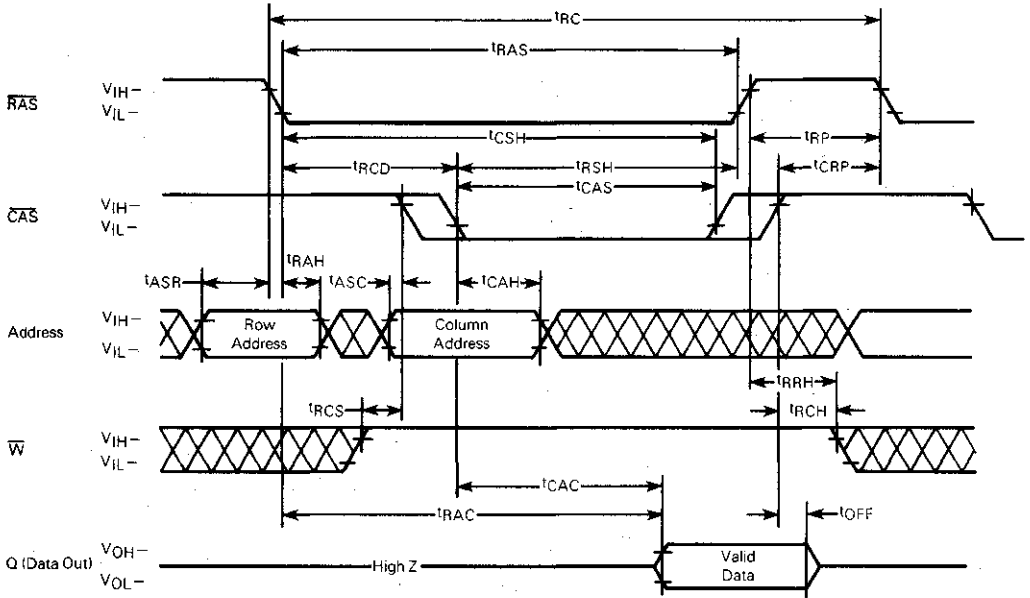 tRC
tRAS
RAS
VIH–
VIL–
tCSH
tRP
tRCD
tRSH
tCRP
tCAS
CAS
VIH–
VIL–
tRAH
tASR
tASC
tCAH
Address
VIH–
VIL–
Row
Address
Column
Address
tRRH
tRCS
tRCH
W
VIH–
VIL–
tCAC
tRAC
tOFF
Q (Data Out)
VOH–
VOL–
High Z
Valid
Data